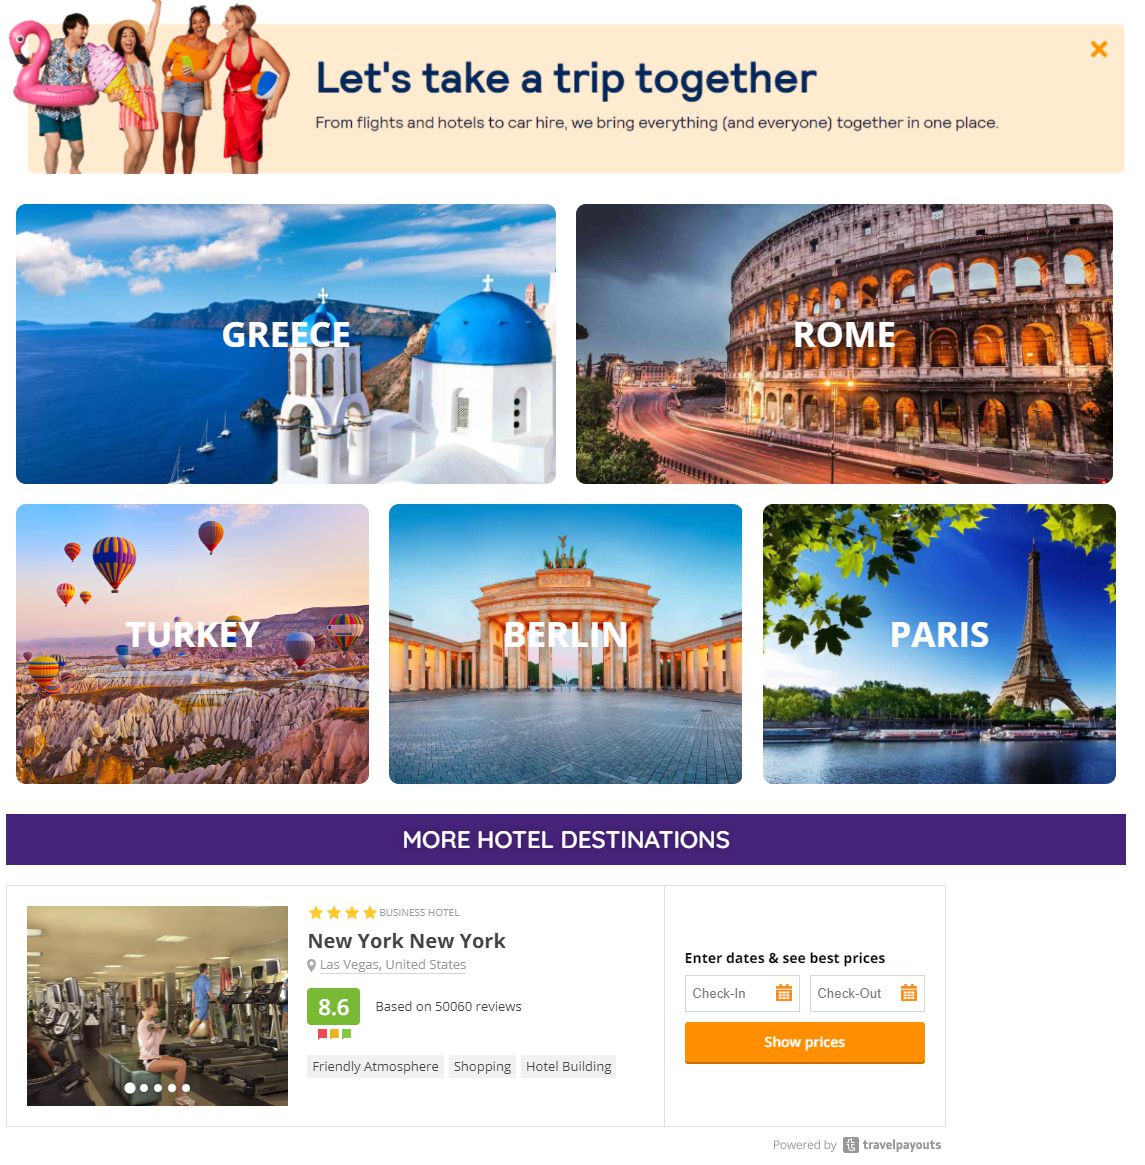 Let's take a trip together
From flights and hotels to car hire, we bring everything (and everyone) together in one place.
GREECE
ROME
TURKEY
BERLIN
PARIS
MORE HOTEL DESTINATIONS
BUSINESS HOTEL
New York New York
Las Vegas, United States
8.6
Based on 50060 reviews
Friendly Atmosphere
Shopping
Hotel Building
Enter dates & see best prices
Check-In
Check-Out
Show prices
Powered by travelpayouts